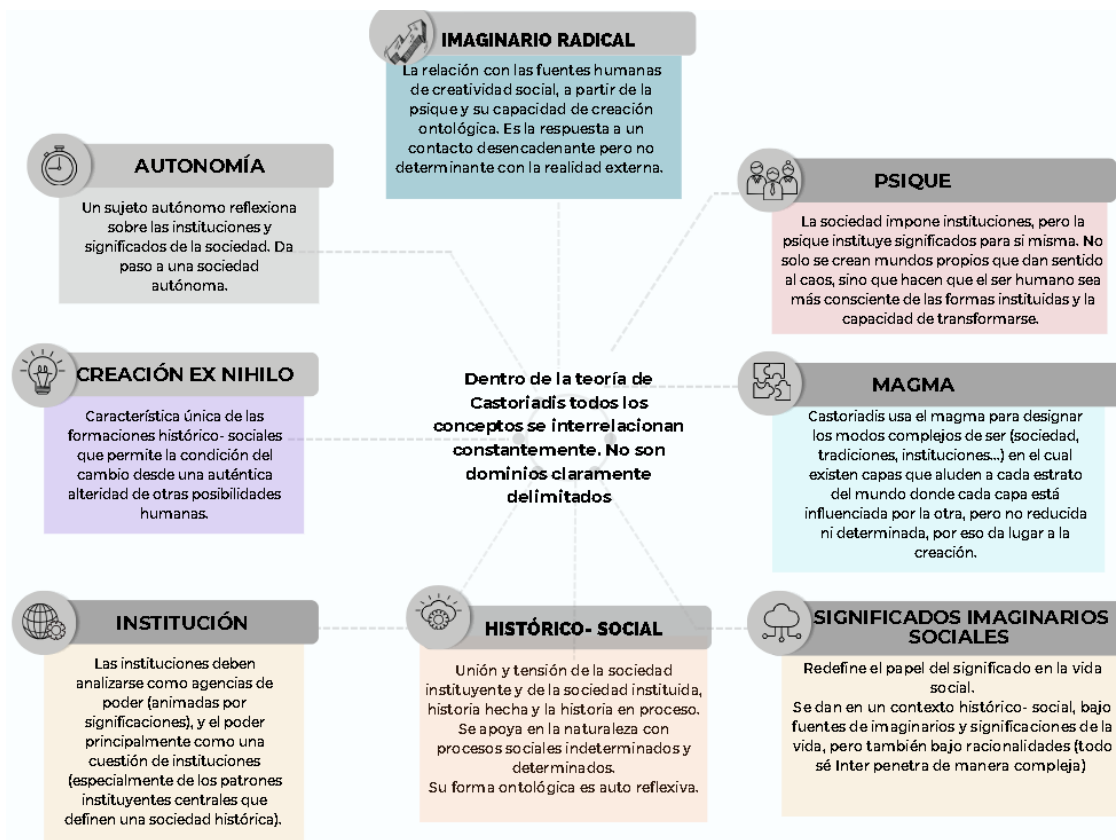 IMAGINARIO RADICAL
La relación con las fuentes humanas
de creatividad social, a partir de la
psique y su capacidad de creación
ontológica. Es la respuesta a un
contacto desencadenante pero no
determinante con la realidad externa.
AUTONOMÍA
Un sujeto autónomo reflexiona
sobre las instituciones y
significados de la sociedad. Da
paso a una sociedad
autónoma.
PSIQUE
La sociedad impone instituciones, pero la
psique instituye significados para si misma. No
solo se crean mundos propios que dan sentido
al caos, sino que hacen que el ser humano sea
más consciente de las formas instituidas y la
capacidad de transformarse.
CREACIÓN EX NIHILO
Característica única de las
formaciones histórico- sociales
que permite la condición del
cambio desde una auténtica
alteridad de otras posibilidades
humanas.
Dentro de la teoría de
Castoriadis todos los
conceptos se interrelacionan
constantemente. No son
dominios claramente
delimitados
MAGMA
Castoriadis usa el magma para designar
los modos complejos de ser (sociedad,
tradiciones, instituciones...) en el cual
existen capas que aluden a cada estrato
del mundo donde cada capa está
influenciada por la otra, pero no reducida
ni determinada, por eso da lugar a la
creación.
INSTITUCIÓN
Las instituciones deben
analizarse como agencias de
poder (animadas por
significaciones), y el poder
principalmente como una
cuestión de instituciones
(especialmente de los patrones
instituyentes centrales que
definen una sociedad histórica).
HISTÓRICO- SOCIAL
Unión y tensión de la sociedad
instituyente y de la sociedad instituida,
historia hecha y la historia en proceso.
Se apoya en la naturaleza con
procesos sociales indeterminados y
determinados.
Su forma ontológica es auto reflexiva.
SIGNIFICADOS IMAGINARIOS
SOCIALES
Redefine el papel del significado en la vida
social.
Se dan en un contexto histórico- social, bajo
fuentes de imaginarios y significaciones de la
vida, pero también bajo racionalidades (todo
sé Inter penetra de manera compleja)